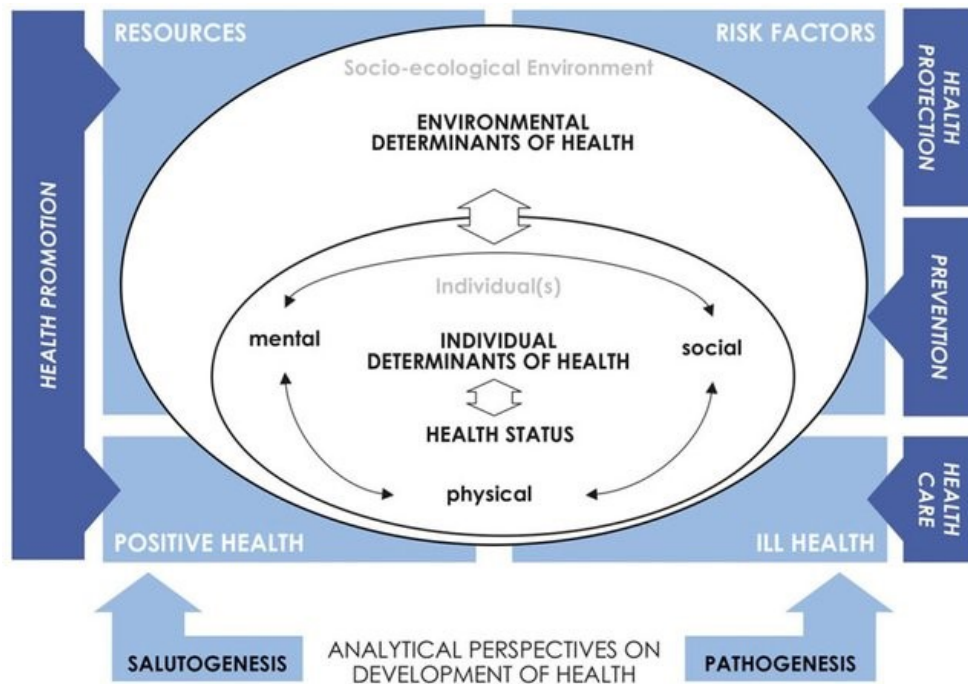 RESOURCES
RISK FACTORS
HEALTH PROMOTION
HEALTH
PROTECTION
PREVENTION
HEALTH
CARE
Socio-ecological Environment
ENVIRONMENTAL
DETERMINANTS OF HEALTH
Individual(s)
mental
INDIVIDUAL
DETERMINANTS OF HEALTH
social
HEALTH STATUS
physical
POSITIVE HEALTH
ILL HEALTH
SALUTOGENESIS
ANALYTICAL PERSPECTIVES ON
DEVELOPMENT OF HEALTH
PATHOGENESIS